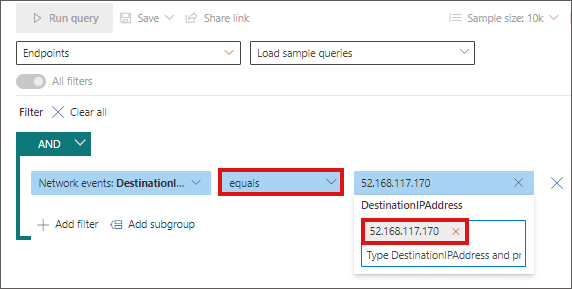 Run query Save Share link Sample size: 10k
Endpoints Load sample queries
All filters
Filter Clear all
AND
Network events: DestinationI... equals 52.168.117.170
DestinationIPAddress
52.168.117.170
Type DestinationIPAddress and pr
Add filter Add subgroup